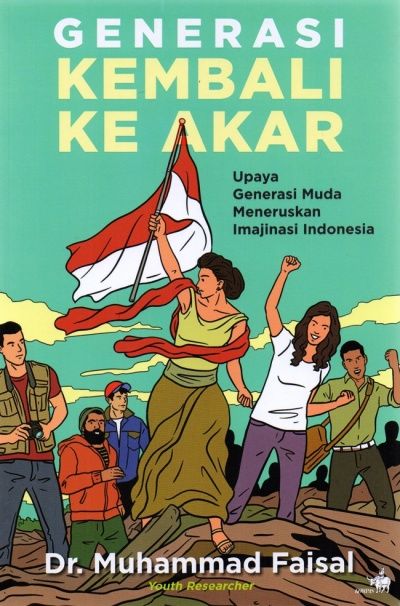 GENERASI
KEMBALI
KE AKAR
Upaya
Generasi Muda
Meneruskan
Imajinasi Indonesia
Dr. Muhammad Faisal
Youth Researcher